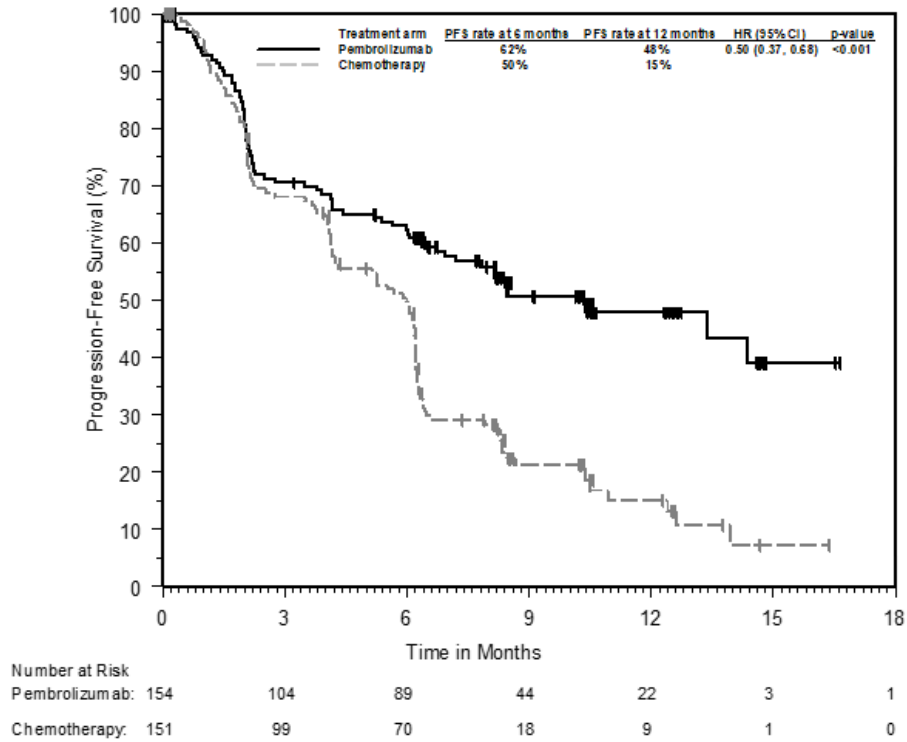 Treatment arm PFS rate at 6 months PFS rate at 12 months HR (95% CI) p-value
Pembrolizumab 62% 48% 0.50 (0.37, 0.68) <0.001
Chemotherapy 50% 15%
100
90
80
70
60
50
40
30
20
10
0
Progression-Free Survival (%)
0 3 6 9 12 15 18
Time in Months
Number at Risk
Pembrolizumab: 154 104 89 44 22 3 1
Chemotherapy: 151 99 70 18 9 1 0